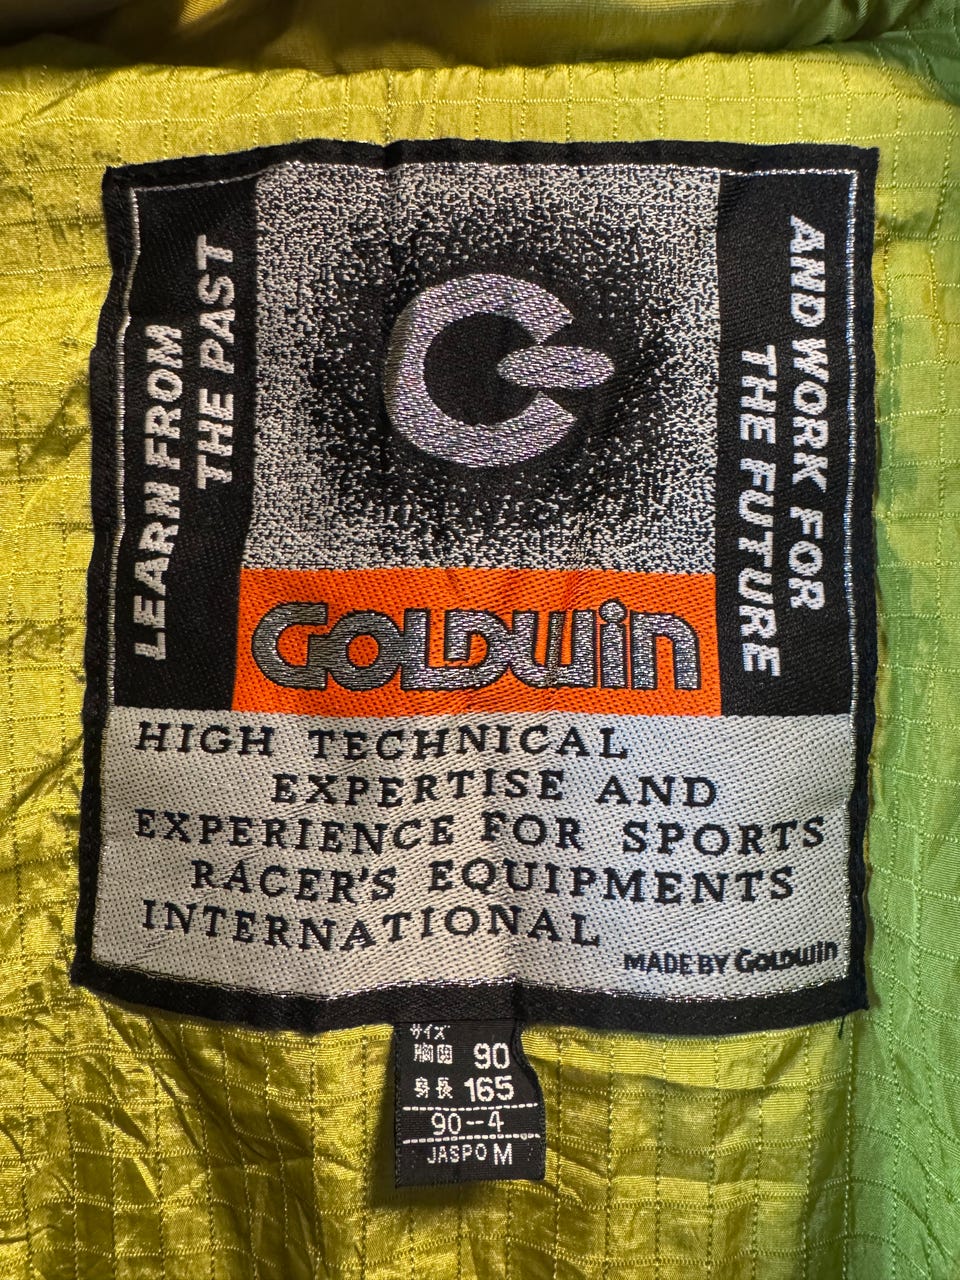 LEARN FROM
THE PAST
AND WORK FOR
THE FUTURE
GOLDWin
HIGH TECHNICAL
EXPERTISE AND
EXPERIENCE FOR SPORTS
RACER'S EQUIPMENTS
INTERNATIONAL
MADE BY GOLDWin
サイズ
胸囲 90
身長 165
90--4
JASPO M